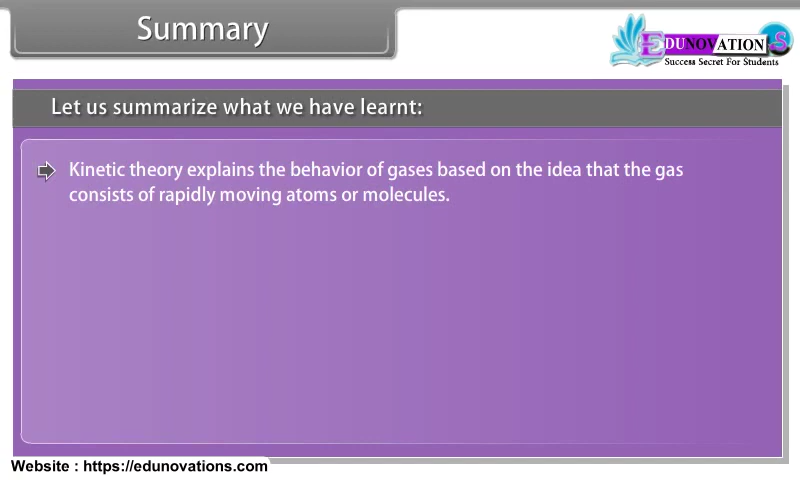 Summary
EDUNOVATIONS
Success Secret For Students
Let us summarize what we have learnt:
Kinetic theory explains the behavior of gases based on the idea that the gas
consists of rapidly moving atoms or molecules.
Website : https://edunovations.com